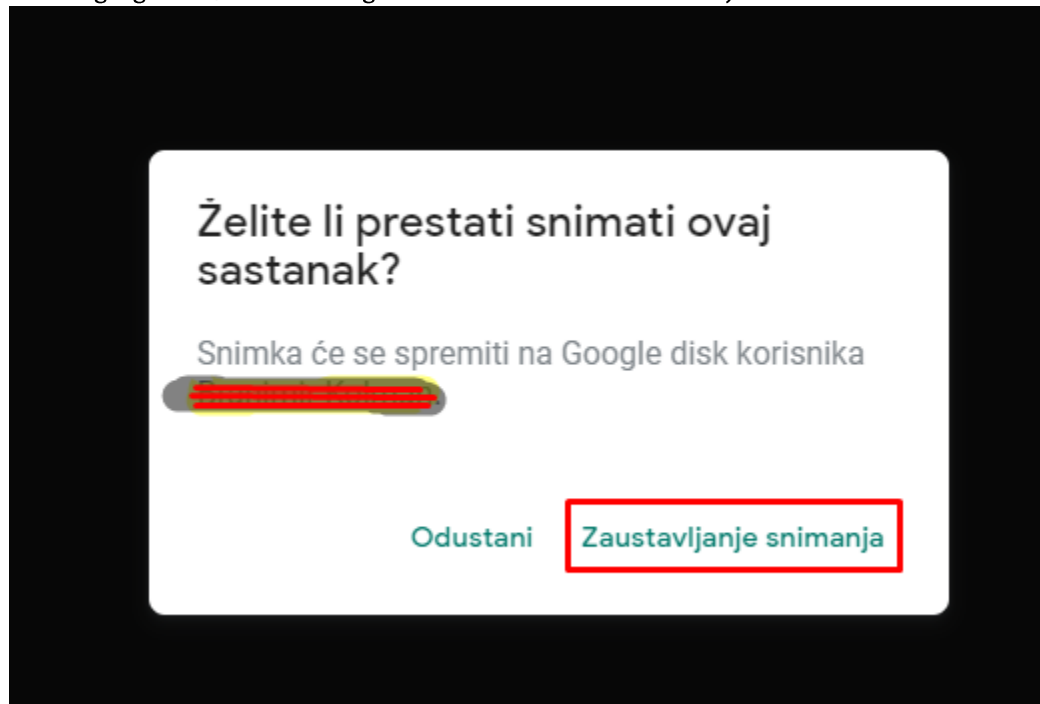 Želite li prestati snimati ovaj
sastanak?
Snimka će se spremiti na Google disk korisnika
Odustani Zaustavljanje snimanja